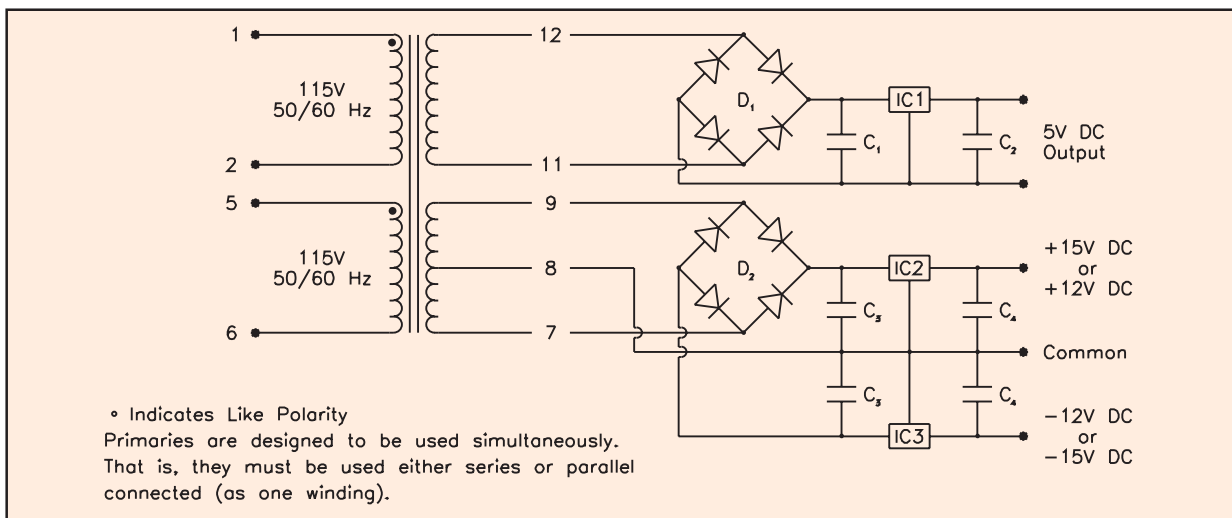 1
12
115V
50/60 Hz
D₁
C₁
IC1
C₂
5V DC
Output
2
11
5
9
115V
50/60 Hz
8
D₂
C₃
IC2
C₄
+15V DC
or
+12V DC
6
7
Common
C₃
IC3
C₄
−12V DC
or
−15V DC
° Indicates Like Polarity
Primaries are designed to be used simultaneously.
That is, they must be used either series or parallel
connected (as one winding).